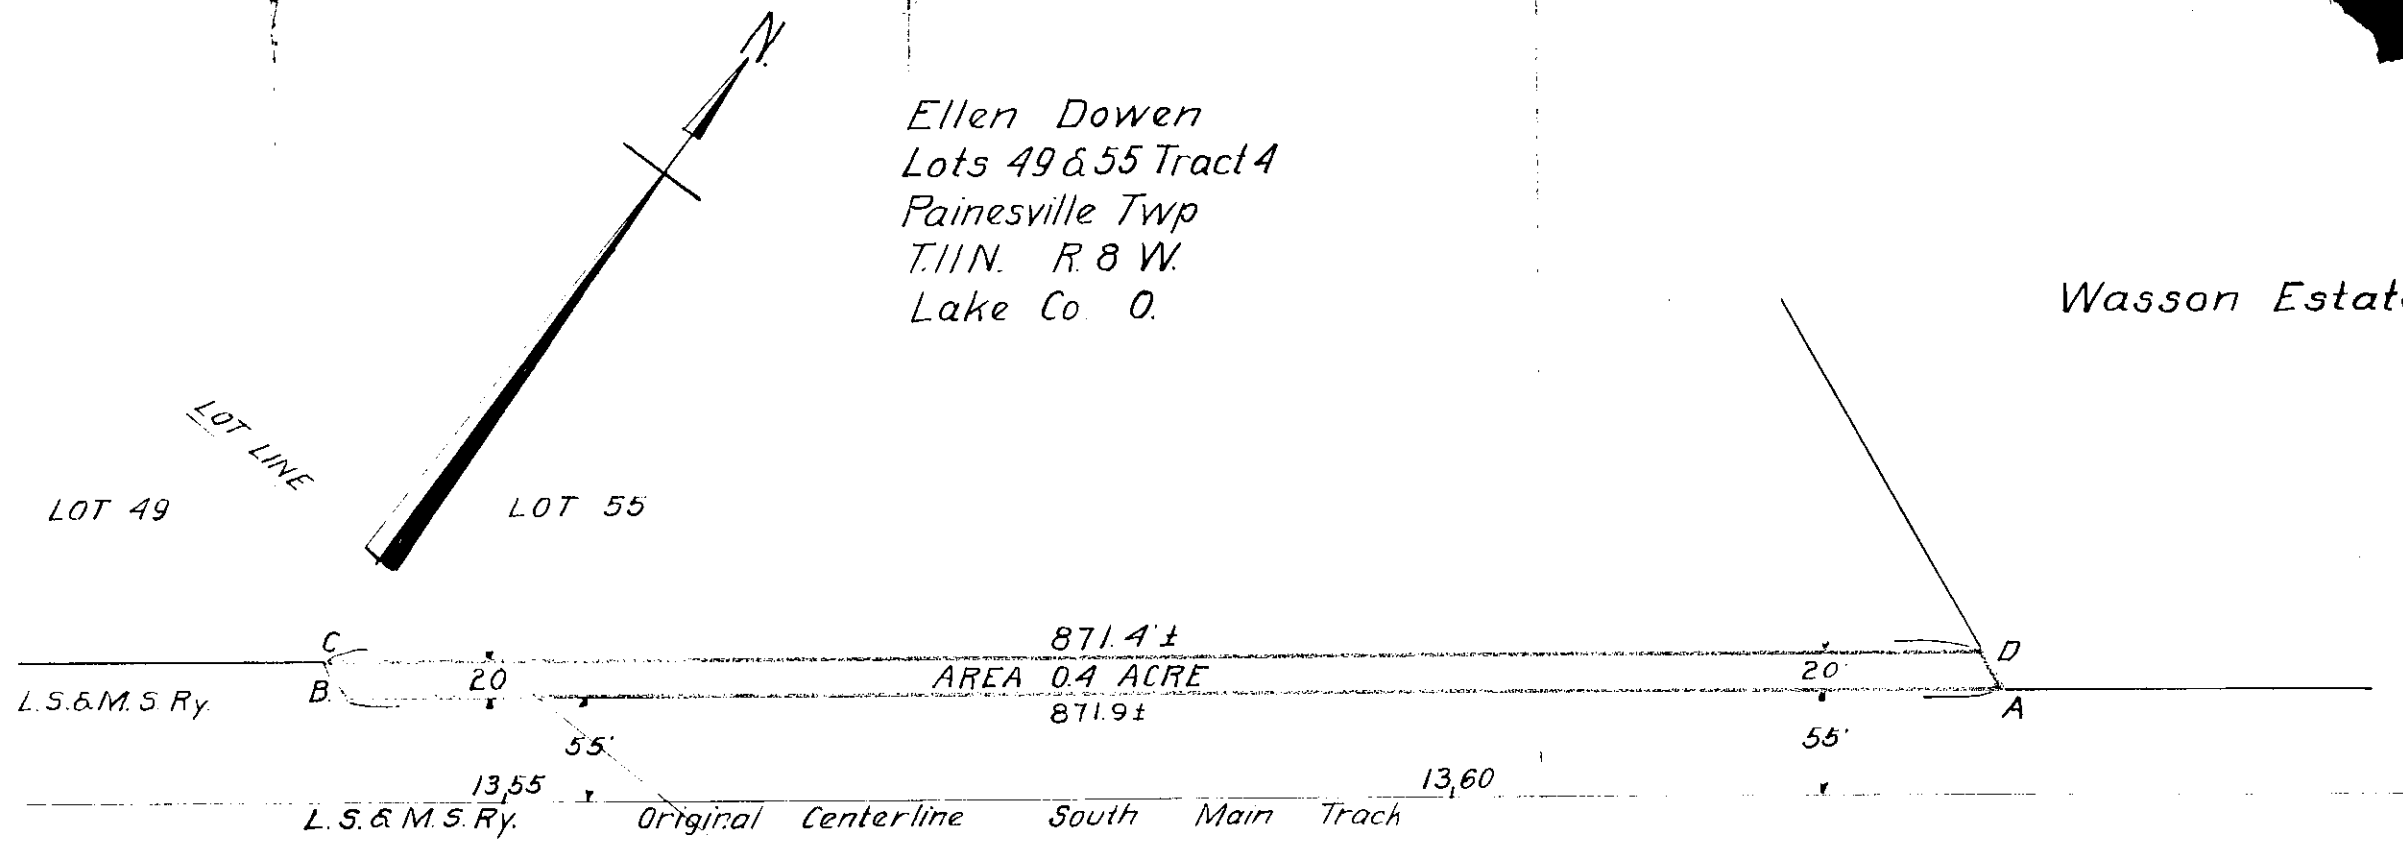 N.
Ellen Dowen
Lots 49 & 55 Tract 4
Painesville Twp
T.11N. R. 8 W.
Lake Co. O.
Wasson
LOT LINE
LOT 49
LOT 55
C
871.4' ±
D
20
AREA 0.4 ACRE
20'
L.S.&M.S. Ry.
B.
871.9 ±
A
55'
55'
13,55
13,60
L.S.& M.S. Ry. Original Centerline South Main Track